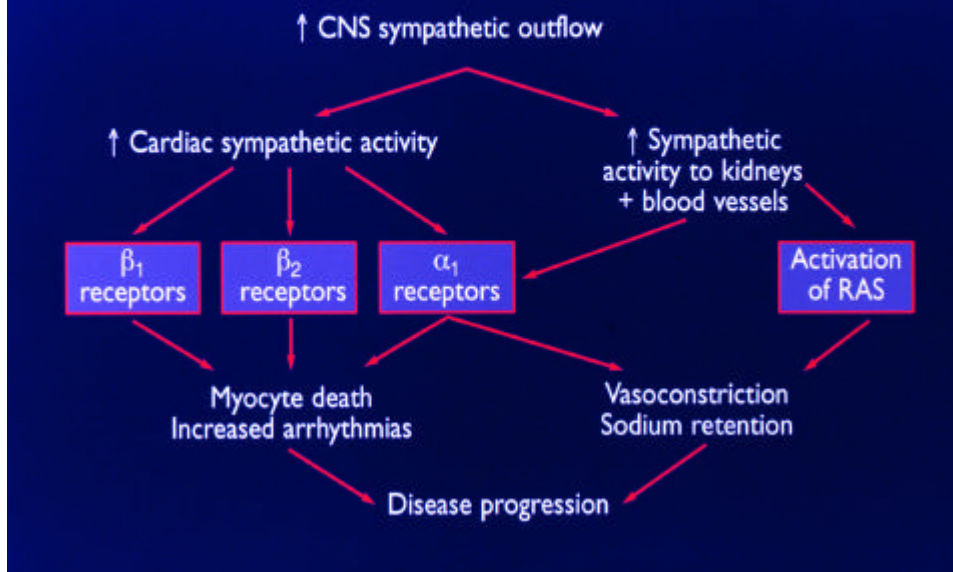 ↑ CNS sympathetic outflow
↑ Cardiac sympathetic activity
↑ Sympathetic
activity to kidneys
+ blood vessels
β₁
receptors
β₂
receptors
α₁
receptors
Activation
of RAS
Myocyte death
Increased arrhythmias
Vasoconstriction
Sodium retention
Disease progression